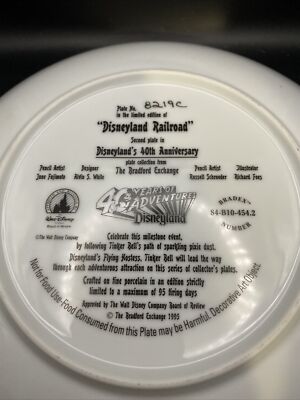 Plate No. 8219C
in the limited edition of
"Disneyland Railroad"
Second plate in
Disneyland's 40th Anniversary
plate collection from
The Bradford Exchange
Pencil Artist
Designer
Pencil Artist
Illustrator
Alvin S. White
Russell Schroeder
Richard Fees
40 YEARS OF
ADVENTURE!
Disneyland
WALT DISNEY
BRADEX®
84-B10-454.2
NUMBER
©The Walt Disney Company
Celebrate this milestone event,
by following Tinker Bell's path of sparkling pixie dust.
Disneyland's Flying Hostess, Tinker Bell will lead the way
through each adventurous attraction on this series of collector's plates.
Crafted on fine porcelain in an edition strictly
limited to a maximum of 95 firing days
Approved by The Walt Disney Company Board of Review
© The Bradford Exchange 1995
Not for Food Use-Food Consumed from this Plate may be Harmful. Decorative Art Object.